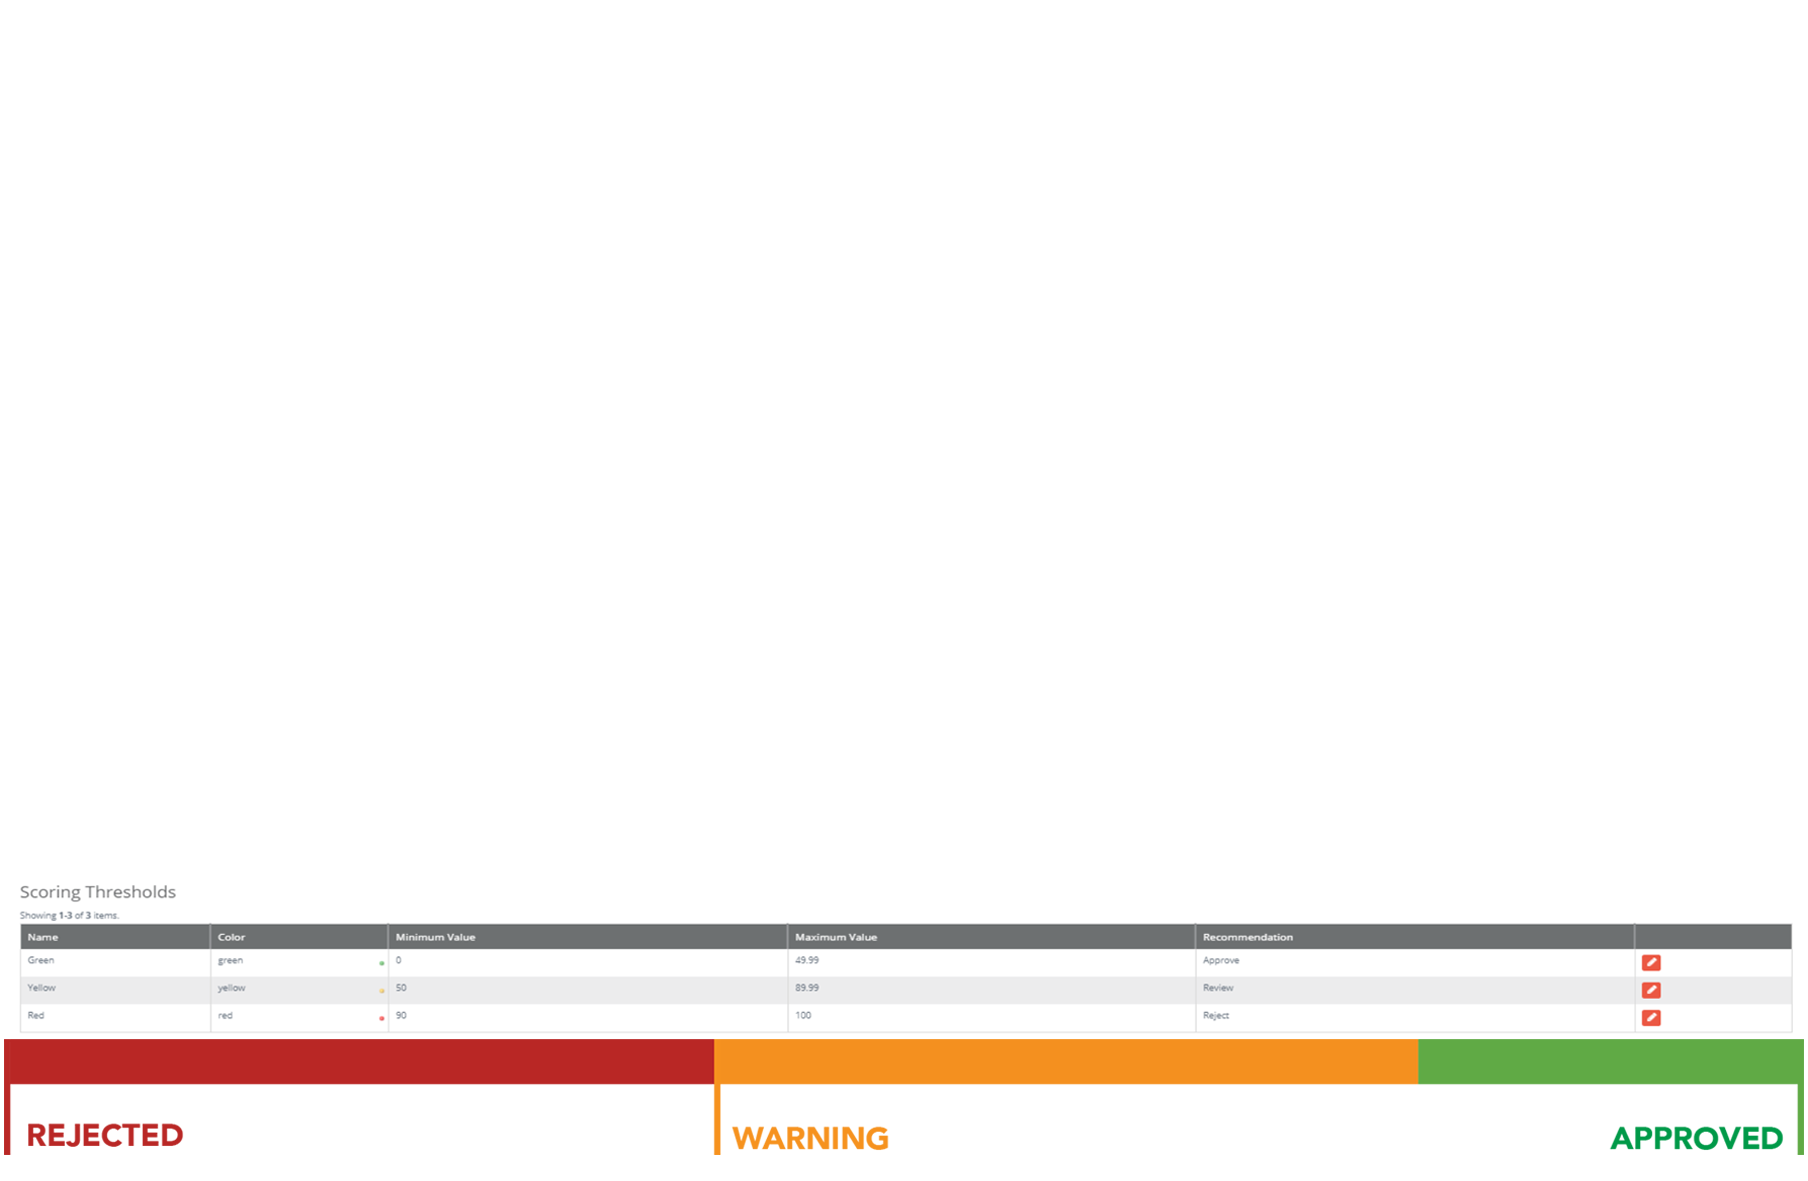 Scoring Thresholds
Showing 1-3 of 3 items.
Name Color Minimum Value Maximum Value Recommendation
Green green 0 49.99 Approve
Yellow yellow 50 89.99 Review
Red red 90 100 Reject
REJECTED WARNING APPROVED